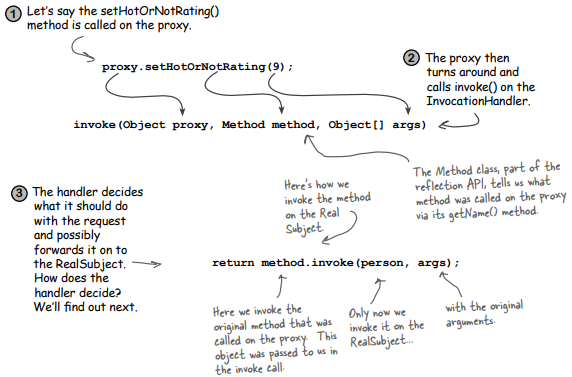 1 Let's say the setHotOrNotRating()
method is called on the proxy.
proxy.setHotOrNotRating(9);
2 The proxy then
turns around and
calls invoke() on the
InvocationHandler.
invoke(Object proxy, Method method, Object[] args)
The Method class, part of the
reflection API, tells us what
method was called on the proxy
via its getName() method.
3 The handler decides
what it should do
with the request
and possibly
forwards it on to
the RealSubject.
How does the
handler decide?
We'll find out next.
Here's how we
invoke the method
on the Real
Subject.
return method.invoke(person, args);
Here we invoke the
original method that was
called on the proxy. This
object was passed to us in
the invoke call.
Only now we
invoke it on the
RealSubject...
with the original
arguments.